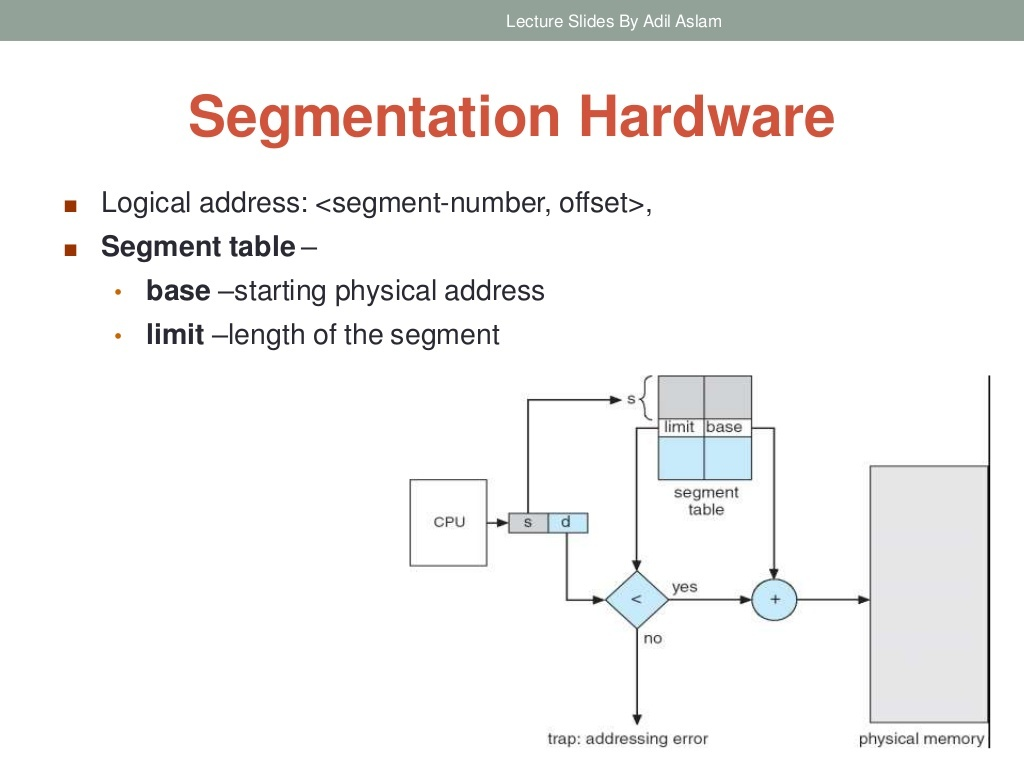 Lecture Slides By Adil Aslam
Segmentation Hardware
■ Logical address: <segment-number, offset>,
■ Segment table –
• base –starting physical address
• limit –length of the segment
s
limit base
segment
table
CPU
s d
<
yes
+
no
trap: addressing error
physical memory